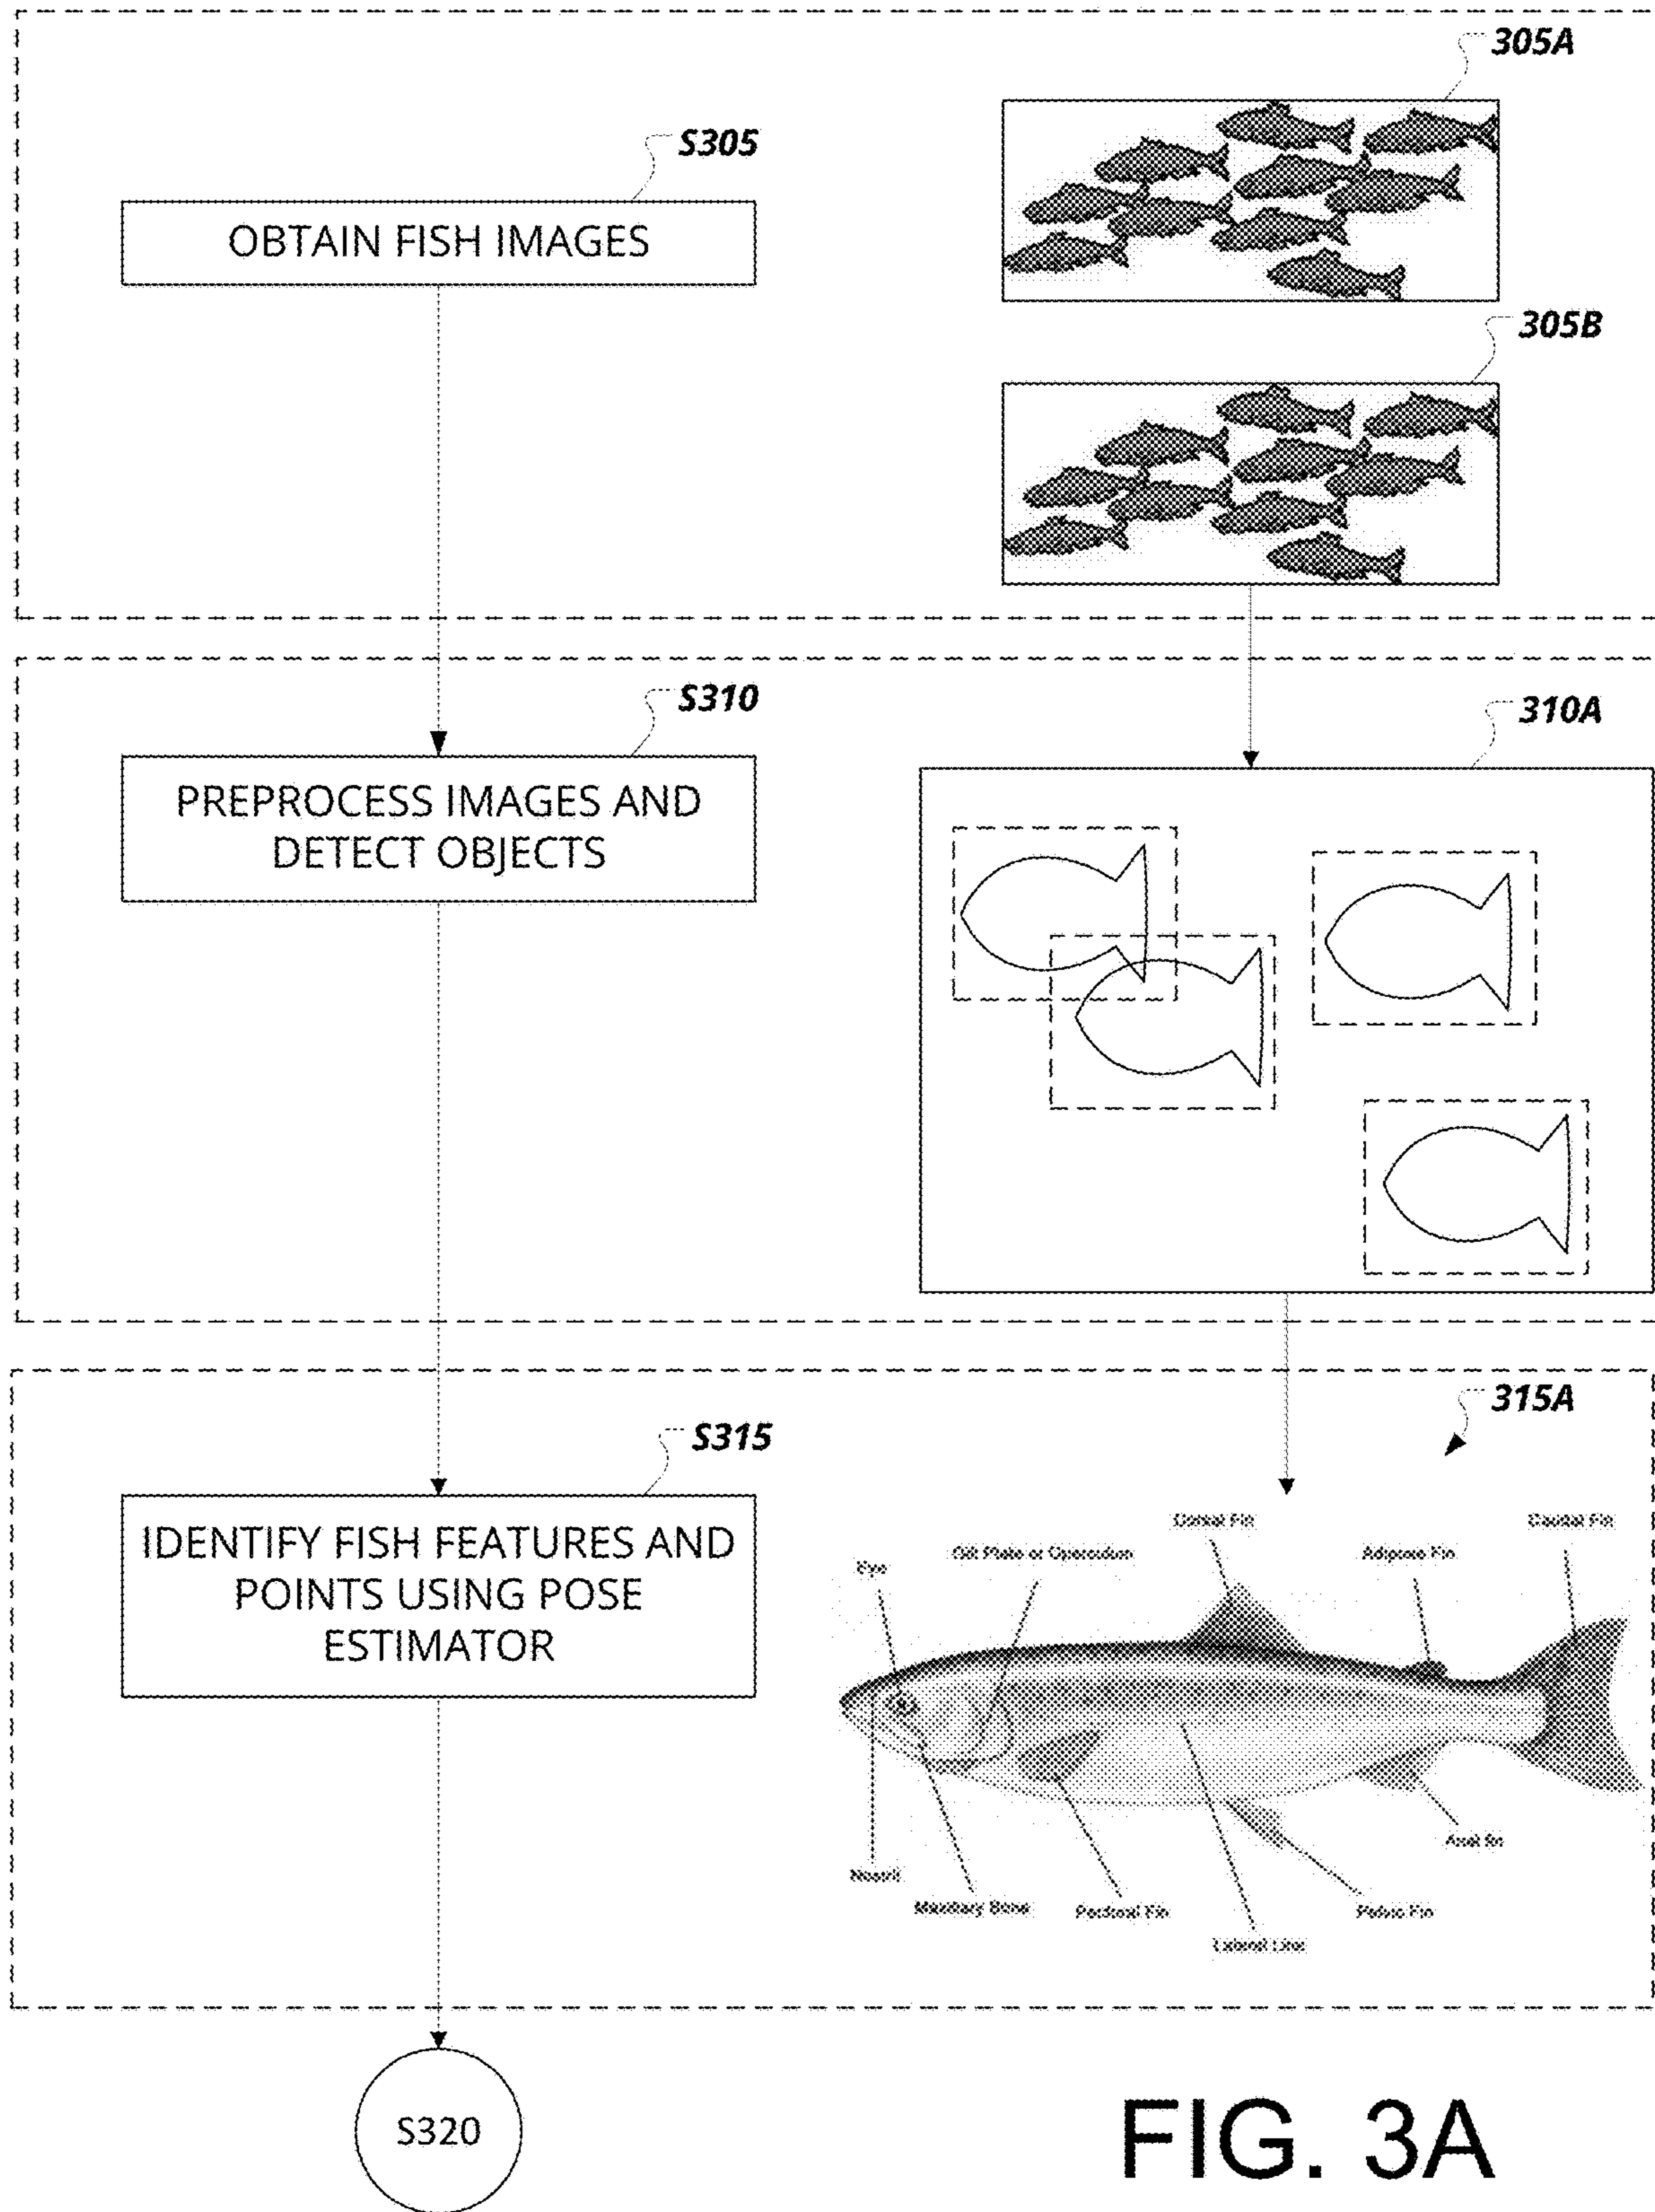 305A
S305
OBTAIN FISH IMAGES
305B
S310
310A
PREPROCESS IMAGES AND
DETECT OBJECTS
315A
S315
IDENTIFY FISH FEATURES AND
POINTS USING POSE
ESTIMATOR
Dorsal Fin
Caudal Fin
Eye
Gill Plate or Operculum
Adipose Fin
Anal fin
Nostril
Maxillary Bone
Pectoral Fin
Pelvic Fin
Lateral Line
S320
FIG. 3A